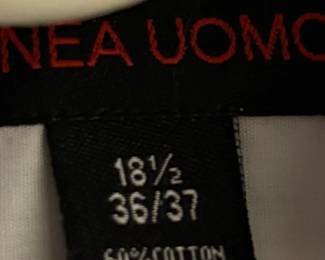 NEA UOMO
18½
36/37
60% COTTON